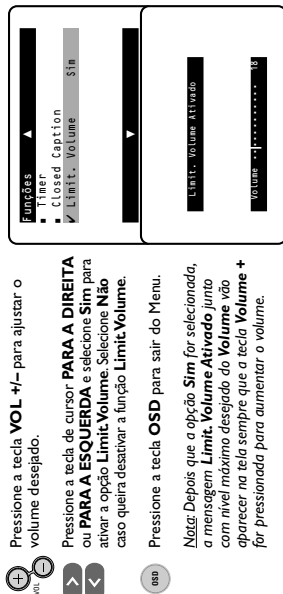 VOL
Pressione a tecla VOL +/– para ajustar o
volume desejado.
Pressione a tecla de cursor PARA A DIREITA
ou PARA A ESQUERDA e selecione Sim para
ativar a opção Limit.Volume. Selecione Não
caso queira desativar a função Limit.Volume.
OSD
Pressione a tecla OSD para sair do Menu.
Nota: Depois que a opção Sim for selecionada,
a mensagem Limit. Volume Ativado junto
com nível máximo desejado do Volume vão
aparecer na tela sempre que a tecla Volume +
for pressionada para aumentar o volume.
Funções
Timer
Closed Caption
Limit. Volume Sim
Limit. Volume Ativado
Volume 18